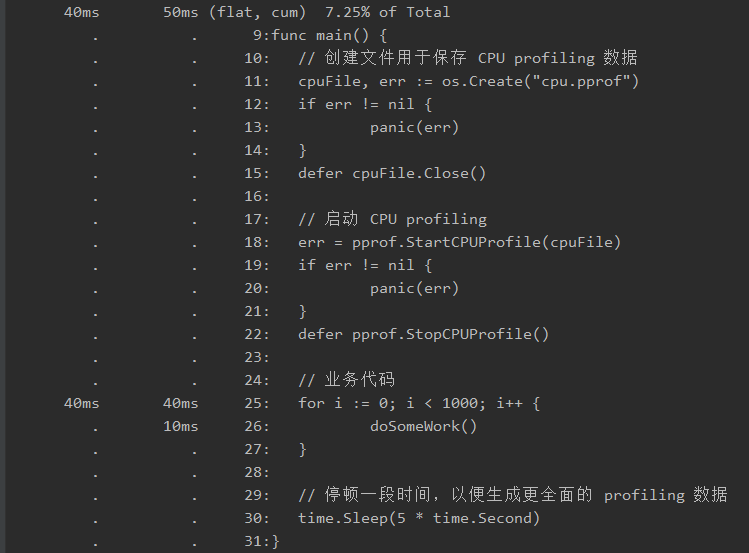 40ms 50ms (flat, cum) 7.25% of Total
. . 9:func main() {
. . 10: // 创建文件用于保存 CPU profiling 数据
. . 11: cpuFile, err := os.Create("cpu.pprof")
. . 12: if err != nil {
. . 13: panic(err)
. . 14: }
. . 15: defer cpuFile.Close()
. . 16:
. . 17: // 启动 CPU profiling
. . 18: err = pprof.StartCPUProfile(cpuFile)
. . 19: if err != nil {
. . 20: panic(err)
. . 21: }
. . 22: defer pprof.StopCPUProfile()
. . 23:
. . 24: // 业务代码
40ms 40ms 25: for i := 0; i < 1000; i++ {
. 10ms 26: doSomeWork()
. . 27: }
. . 28:
. . 29: // 停顿一段时间，以便生成更全面的 profiling 数据
. . 30: time.Sleep(5 * time.Second)
. . 31:}